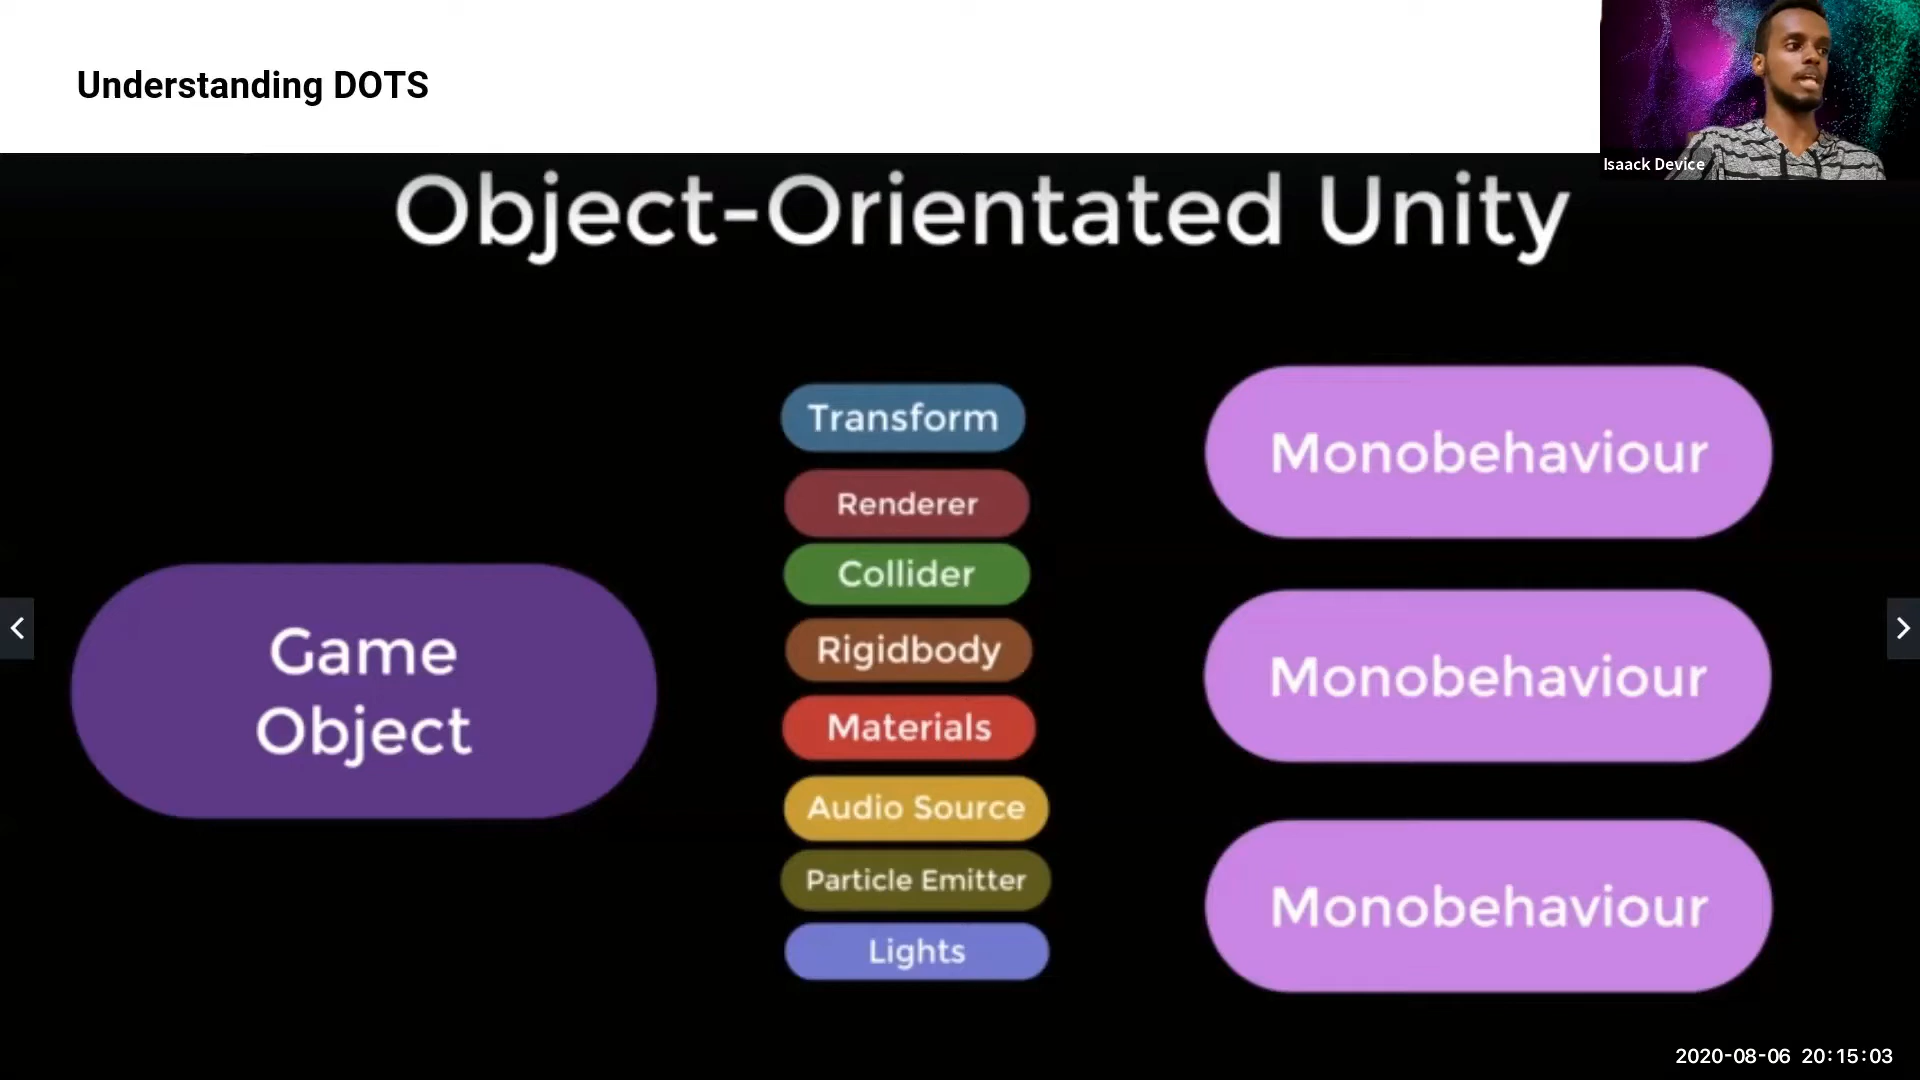 Understanding DOTS
Isaack Device
Object-Orientated Unity
Game
Object
Transform
Renderer
Collider
Rigidbody
Materials
Audio Source
Particle Emitter
Lights
Monobehaviour
Monobehaviour
Monobehaviour
2020-08-06 20:15:03